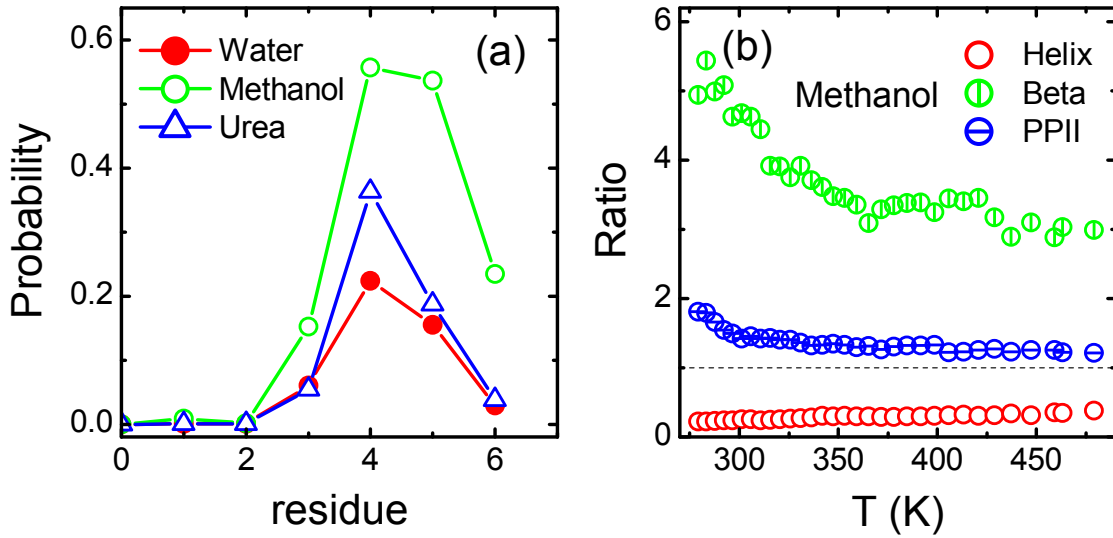 (a)
Water
Methanol
Urea
0.6
0.4
0.2
0.0
Probability
0 2 4 6
residue
(b)
Methanol
Helix
Beta
PPII
6
4
2
0
Ratio
300 350 400 450
T (K)